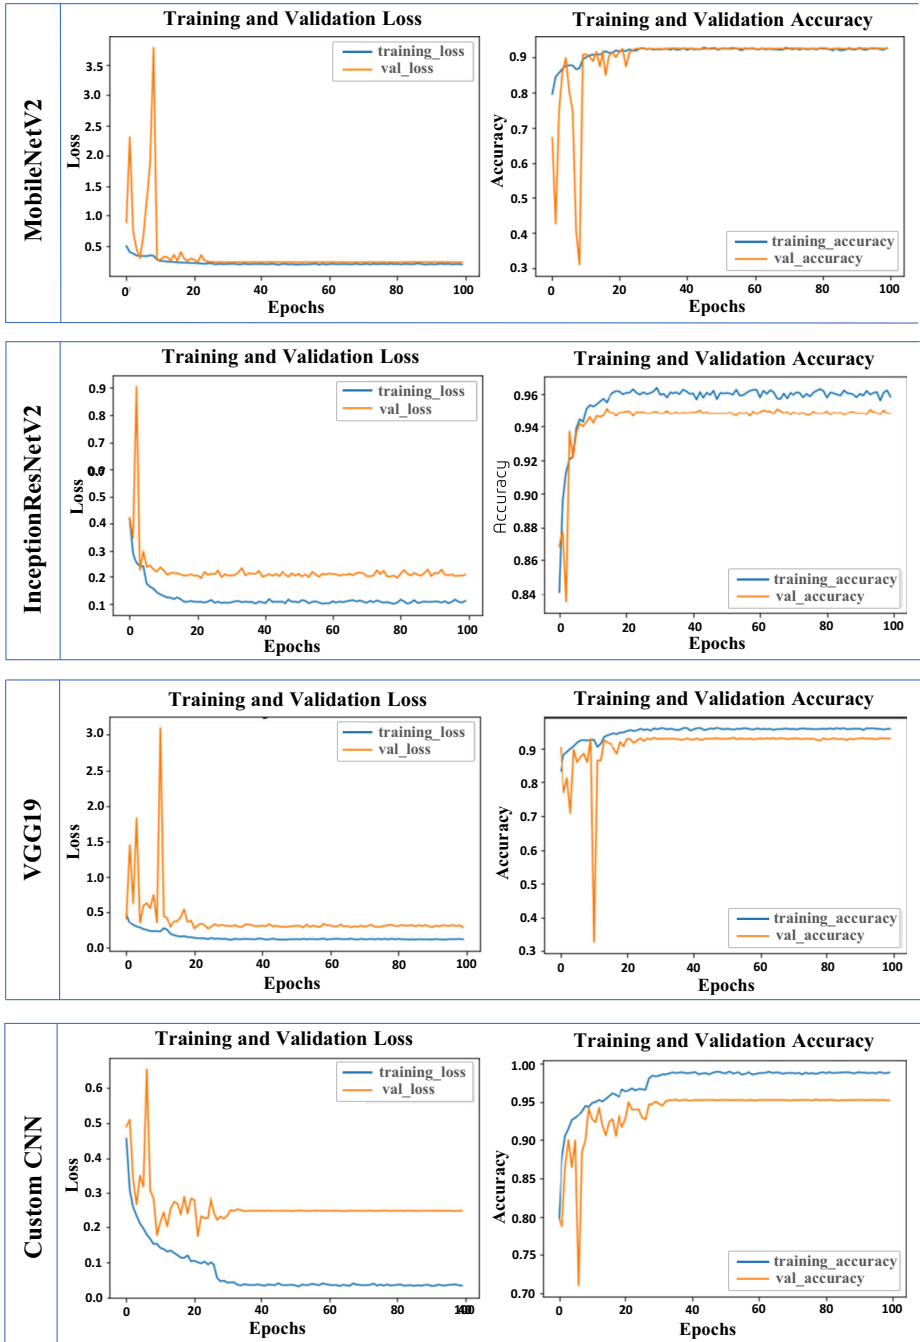 MobileNetV2
Training and Validation Loss
training_loss
val_loss
Loss
3.5
3.0
2.5
2.0
1.5
1.0
0.5
0 20 40 60 80 100
Epochs
Training and Validation Accuracy
Accuracy
0.9
0.8
0.7
0.6
0.5
0.4
0.3
training_accuracy
val_accuracy
0 20 40 60 80 100
Epochs
InceptionResNetV2
Training and Validation Loss
training_loss
val_loss
Loss
0.9
0.8
0.7
0.6
0.5
0.4
0.3
0.2
0.1
0 20 40 60 80 100
Epochs
Training and Validation Accuracy
Accuracy
0.96
0.94
0.92
0.90
0.88
0.86
0.84
training_accuracy
val_accuracy
0 20 40 60 80 100
Epochs
VGG19
Training and Validation Loss
training_loss
val_loss
Loss
3.0
2.5
2.0
1.5
1.0
0.5
0.0
0 20 40 60 80 100
Epochs
Training and Validation Accuracy
Accuracy
0.9
0.8
0.7
0.6
0.5
0.4
0.3
training_accuracy
val_accuracy
0 20 40 60 80 100
Epochs
Custom CNN
Training and Validation Loss
training_loss
val_loss
Loss
0.6
0.5
0.4
0.3
0.2
0.1
0.0
0 20 40 60 80
Epochs
Training and Validation Accuracy
Accuracy
1.00
0.95
0.90
0.85
0.80
0.75
0.70
training_accuracy
val_accuracy
0 20 40 60 80 100
Epochs